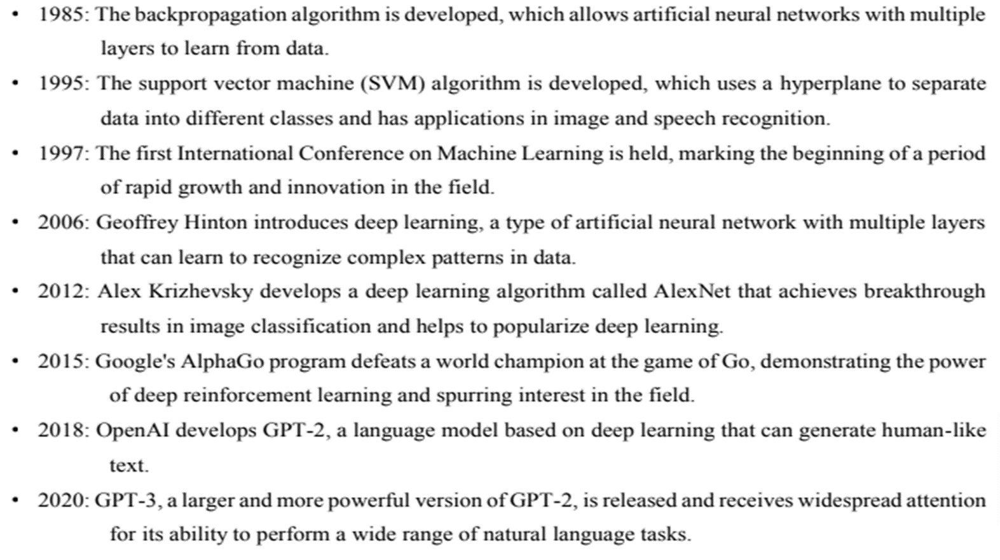 • 1985: The backpropagation algorithm is developed, which allows artificial neural networks with multiple
layers to learn from data.
• 1995: The support vector machine (SVM) algorithm is developed, which uses a hyperplane to separate
data into different classes and has applications in image and speech recognition.
• 1997: The first International Conference on Machine Learning is held, marking the beginning of a period
of rapid growth and innovation in the field.
• 2006: Geoffrey Hinton introduces deep learning, a type of artificial neural network with multiple layers
that can learn to recognize complex patterns in data.
• 2012: Alex Krizhevsky develops a deep learning algorithm called AlexNet that achieves breakthrough
results in image classification and helps to popularize deep learning.
• 2015: Google's AlphaGo program defeats a world champion at the game of Go, demonstrating the power
of deep reinforcement learning and spurring interest in the field.
• 2018: OpenAI develops GPT-2, a language model based on deep learning that can generate human-like
text.
• 2020: GPT-3, a larger and more powerful version of GPT-2, is released and receives widespread attention
for its ability to perform a wide range of natural language tasks.